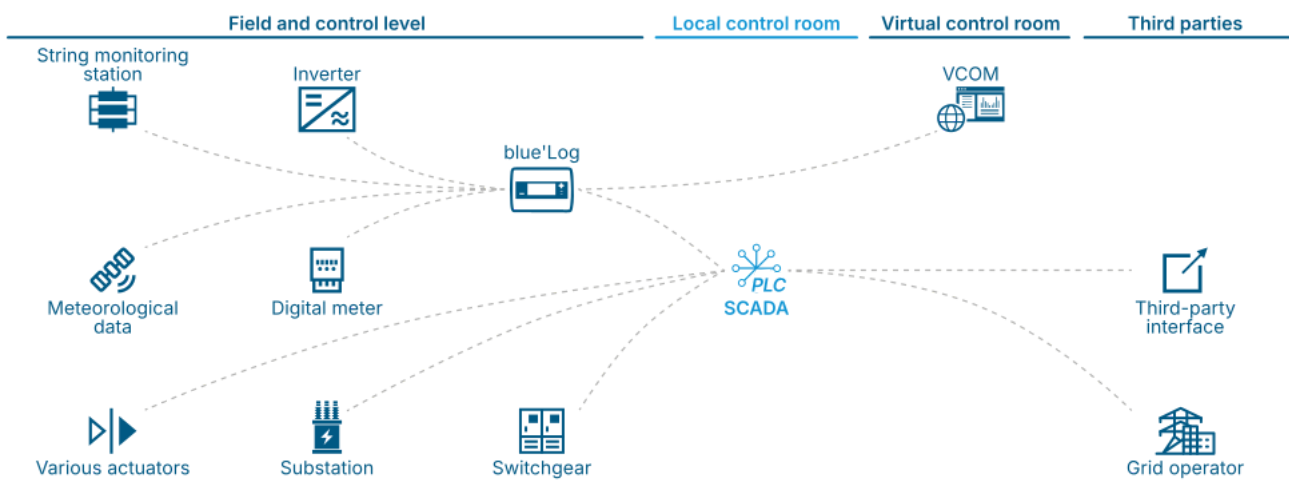 Field and control level
Local control room
Virtual control room
Third parties
String monitoring
station
Inverter
VCOM
blue'Log
Meteorological
data
Digital meter
PLC
SCADA
Third-party
interface
Various actuators
Substation
Switchgear
Grid operator